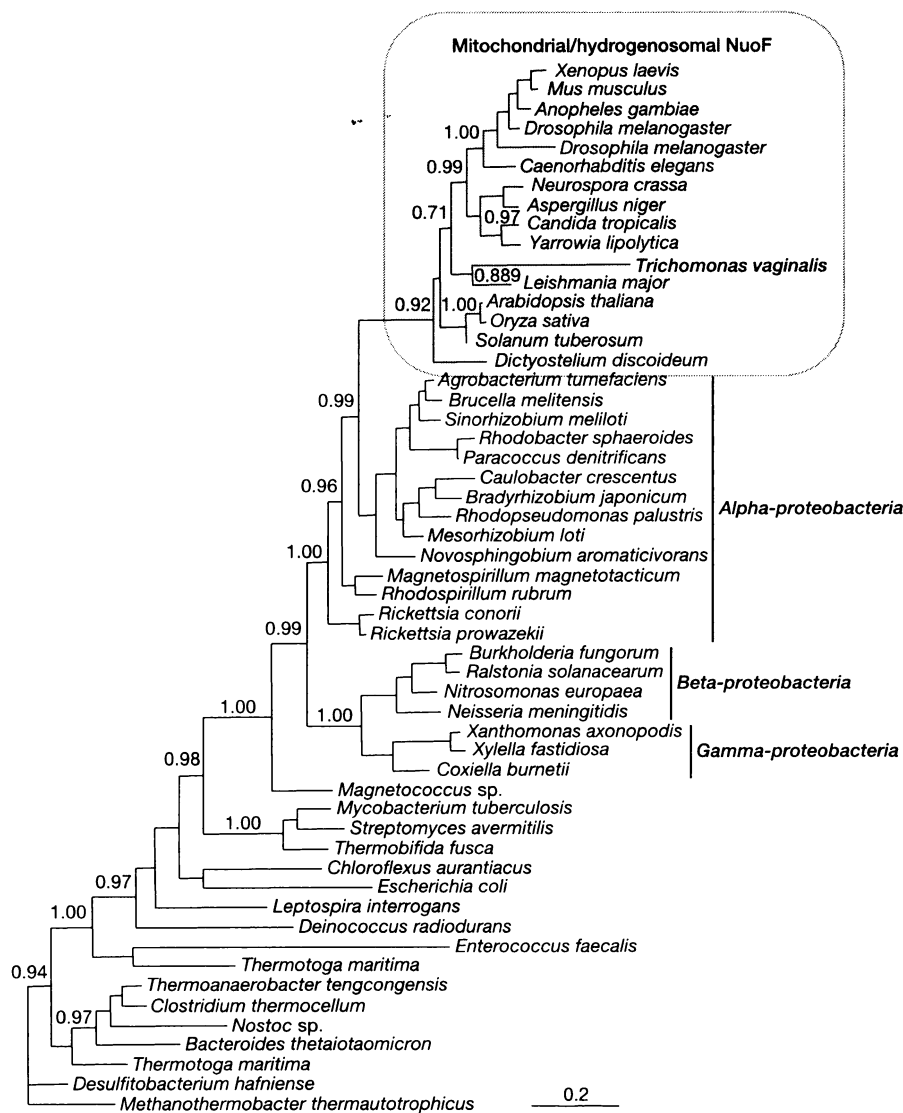 Mitochondrial/hydrogenosomal NuoF
Xenopus laevis
Mus musculus
Anopheles gambiae
1.00
Drosophila melanogaster
Drosophila melanogaster
0.99
Caenorhabditis elegans
Neurospora crassa
0.71
Aspergillus niger
0.97
Candida tropicalis
Yarrowia lipolytica
Trichomonas vaginalis
0.889
Leishmania major
0.92
1.00
Arabidopsis thaliana
Oryza sativa
Solanum tuberosum
Dictyostelium discoideum
Agrobacterium tumefaciens
0.99
Brucella melitensis
Sinorhizobium meliloti
Rhodobacter sphaeroides
Paracoccus denitrificans
Caulobacter crescentus
0.96
Bradyrhizobium japonicum
Alpha-proteobacteria
Rhodopseudomonas palustris
Mesorhizobium loti
1.00
Novosphingobium aromaticivorans
Magnetospirillum magnetotacticum
Rhodospirillum rubrum
Rickettsia conorii
0.99
Rickettsia prowazekii
Burkholderia fungorum
Ralstonia solanacearum
Beta-proteobacteria
Nitrosomonas europaea
1.00
1.00
Neisseria meningitidis
Xanthomonas axonopodis
Xylella fastidiosa
Gamma-proteobacteria
0.98
Coxiella burnetii
Magnetococcus sp.
Mycobacterium tuberculosis
1.00
Streptomyces avermitilis
Thermobifida fusca
Chloroflexus aurantiacus
0.97
Escherichia coli
Leptospira interrogans
1.00
Deinococcus radiodurans
Enterococcus faecalis
Thermotoga maritima
0.94
Thermoanaerobacter tengcongensis
Clostridium thermocellum
0.97
Nostoc sp.
Bacteroides thetaiotaomicron
Thermotoga maritima
Desulfitobacterium hafniense
0.2
Methanothermobacter thermautotrophicus